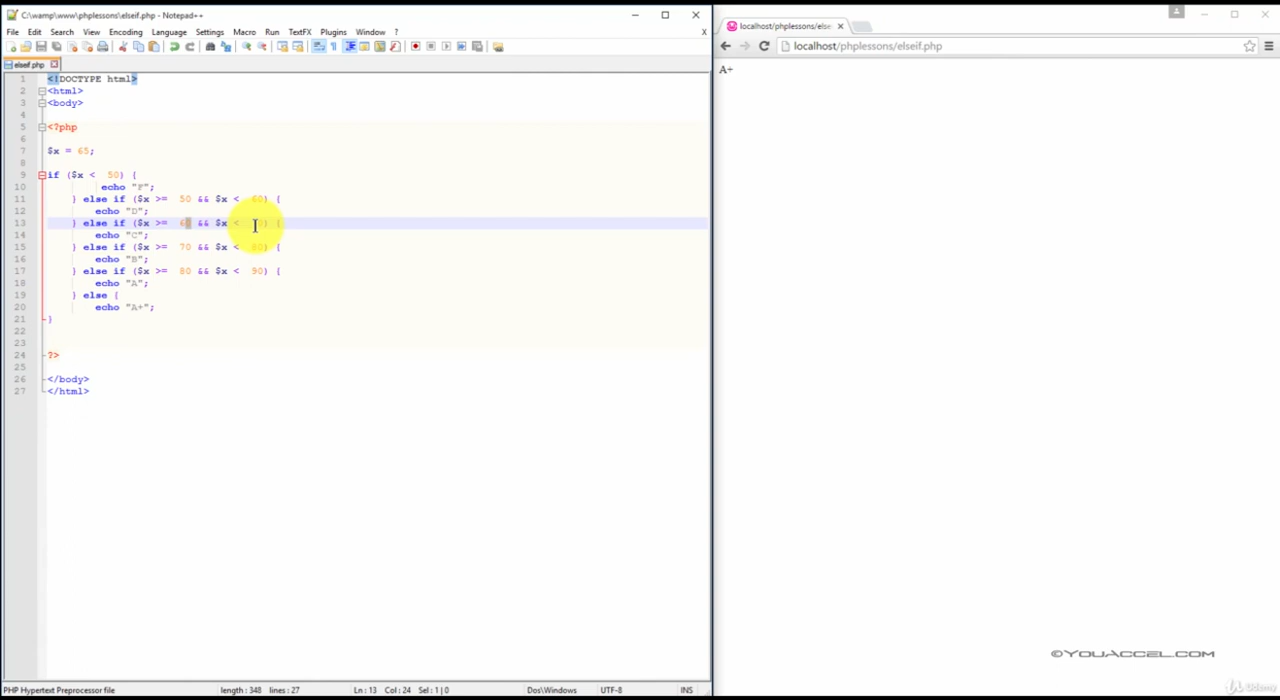 C:\wamp\www\phplessons\elseif.php - Notepad++
File Edit Search View Encoding Language Settings Macro Run TextFX Plugins Window ? X
elseif.php
1 <!DOCTYPE html>
2 <html>
3 <body>
4
5 <?php
6
7 $x = 65;
8
9 if ($x < 50) {
10 echo "F";
11 } else if ($x >= 50 && $x < 60) {
12 echo "D";
13 } else if ($x >= 60 && $x < ) {
14 echo "C";
15 } else if ($x >= 70 && $x < 80) {
16 echo "B";
17 } else if ($x >= 80 && $x < 90) {
18 echo "A";
19 } else {
20 echo "A+";
21 }
22
23
24 ?>
25
26 </body>
27 </html>
PHP Hypertext Preprocessor file length : 348 lines : 27 Ln : 13 Col : 24 Sel : 1 | 0 Dos\Windows UTF-8 INS
localhost/phplessons/else
localhost/phplessons/elseif.php
A+
©YOUACCEL.COM
Udemy